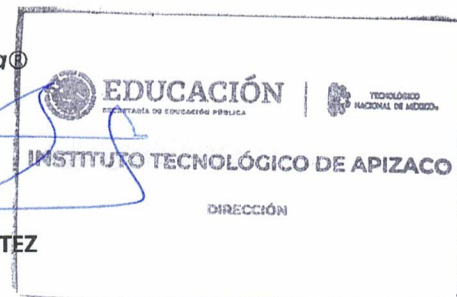 a®
EDUCACIÓN
SECRETARÍA DE EDUCACIÓN PÚBLICA
TECNOLÓGICO
NACIONAL DE MÉXICO®
INSTITUTO TECNOLÓGICO DE APIZACO
DIRECCIÓN
TEZ